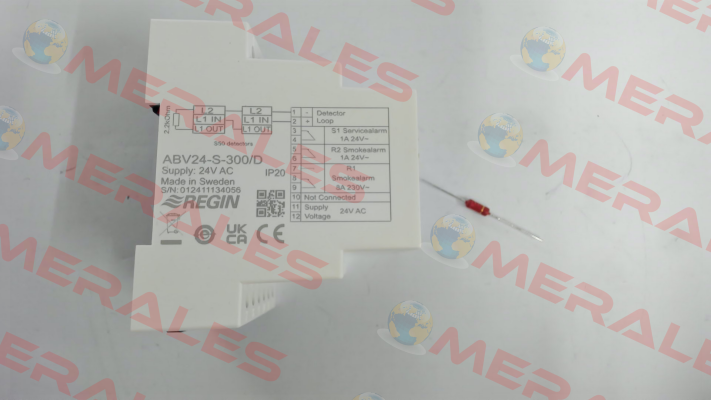 MERALES
MERALES
2.2kOhm
L2
L1 IN
L1 OUT
L2
L1 IN
L1 OUT
S30 detectors
1 + Detector
2 - Loop
3 S1 Servicealarm
4 1A 24V~
5 R2 Smokealarm
6 1A 24V~
7 R1
8 Smokealarm
9 8A 230V~
10 Not Connected
11 Supply 24V AC
12 Voltage
ABV24-S-300/D
Supply: 24V AC
IP20
Made in Sweden
S/N 012411134056
REGIN
UK
CA
CE
MERALES
MERALES
MERALES